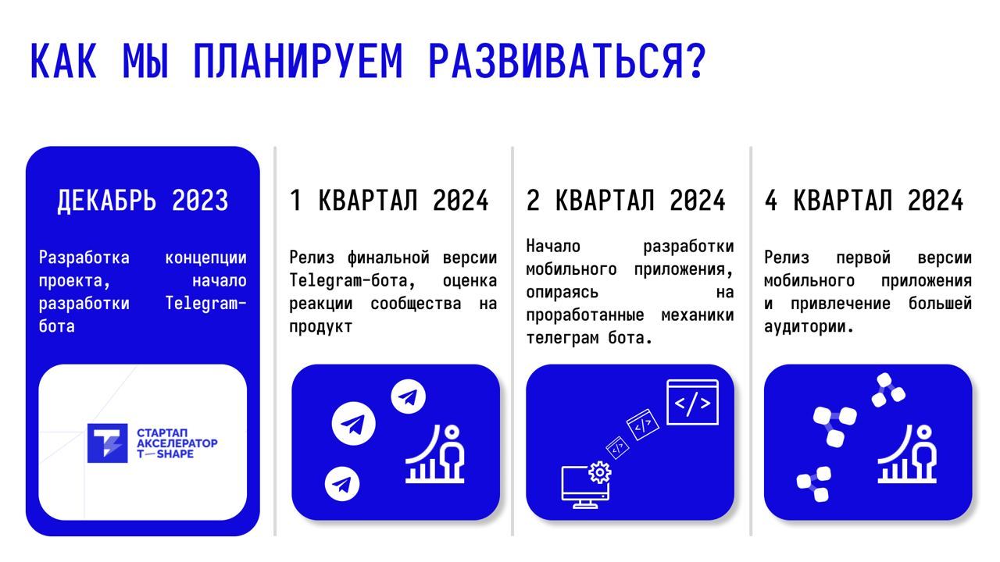 КАК МЫ ПЛАНИРУЕМ РАЗВИВАТЬСЯ?
ДЕКАБРЬ 2023
Разработка концепции
проекта, начало
разработки Telegram-
бота
СТАРТАП
АКСЕЛЕРАТОР
T—SHARE
1 КВАРТАЛ 2024
Релиз финальной версии
Telegram-бота, оценка
реакции сообщества на
продукт
2 КВАРТАЛ 2024
Начало разработки
мобильного приложения,
опираясь на
проработанные механики
телеграм бота.
</>
</>
</>
4 КВАРТАЛ 2024
Релиз первой версии
мобильного приложения
и привлечение большей
аудитории.